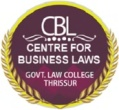 CBL
CENTRE FOR
BUSINESS LAWS
GOVT. LAW COLLEGE
THRISSUR